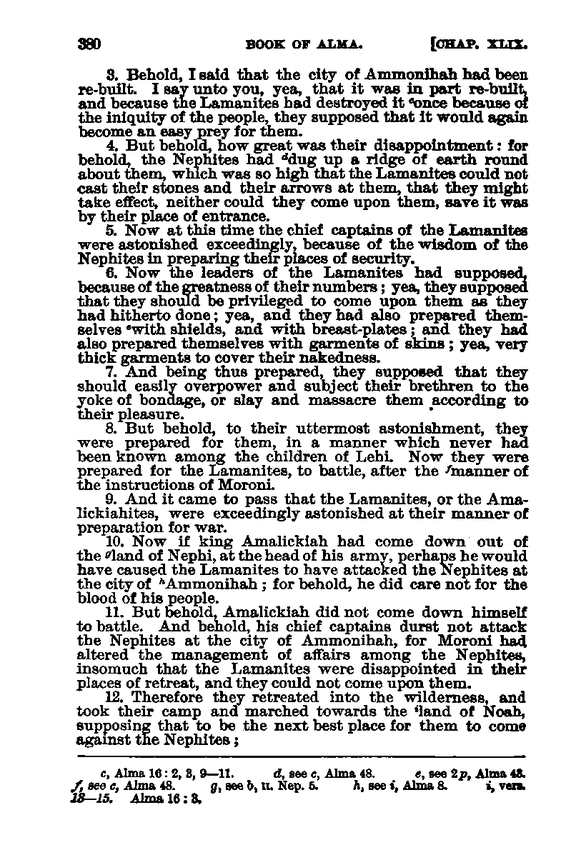 380 BOOK OF ALMA. [CHAP. XLIX.
3. Behold, I said that the city of Ammonihah had been
re-built. I say unto you, yea, that it was in part re-built,
and because the Lamanites had destroyed it ᶜonce because of
the iniquity of the people, they supposed that it would again
become an easy prey for them.
4. But behold, how great was their disappointment: for
behold, the Nephites had ᵈdug up a ridge of earth round
about them, which was so high that the Lamanites could not
cast their stones and their arrows at them, that they might
take effect, neither could they come upon them, save it was
by their place of entrance.
5. Now at this time the chief captains of the Lamanites
were astonished exceedingly, because of the wisdom of the
Nephites in preparing their places of security.
6. Now the leaders of the Lamanites had supposed,
because of the greatness of their numbers; yea, they supposed
that they should be privileged to come upon them as they
had hitherto done; yea, and they had also prepared them-
selves ᵉwith shields, and with breast-plates; and they had
also prepared themselves with garments of skins; yea, very
thick garments to cover their nakedness.
7. And being thus prepared, they supposed that they
should easily overpower and subject their brethren to the
yoke of bondage, or slay and massacre them according to
their pleasure.
8. But behold, to their uttermost astonishment, they
were prepared for them, in a manner which never had
been known among the children of Lehi. Now they were
prepared for the Lamanites, to battle, after the ᶠmanner of
the instructions of Moroni.
9. And it came to pass that the Lamanites, or the Ama-
lickiahites, were exceedingly astonished at their manner of
preparation for war.
10. Now if king Amalickiah had come down out of
the ᵍland of Nephi, at the head of his army, perhaps he would
have caused the Lamanites to have attacked the Nephites at
the city of ʰAmmonihah; for behold, he did care not for the
blood of his people.
11. But behold, Amalickiah did not come down himself
to battle. And behold, his chief captains durst not attack
the Nephites at the city of Ammonihah, for Moroni had
altered the management of affairs among the Nephites,
insomuch that the Lamanites were disappointed in their
places of retreat, and they could not come upon them.
12. Therefore they retreated into the wilderness, and
took their camp and marched towards the ⁱland of Noah,
supposing that to be the next best place for them to come
against the Nephites;
c, Alma 16: 2, 3, 9—11. d, see c, Alma 48. e, see 2p, Alma 43.
f, see c, Alma 48. g, see b, II. Nep. 5. h, see i, Alma 8. i, vers.
13—15. Alma 16: 3.